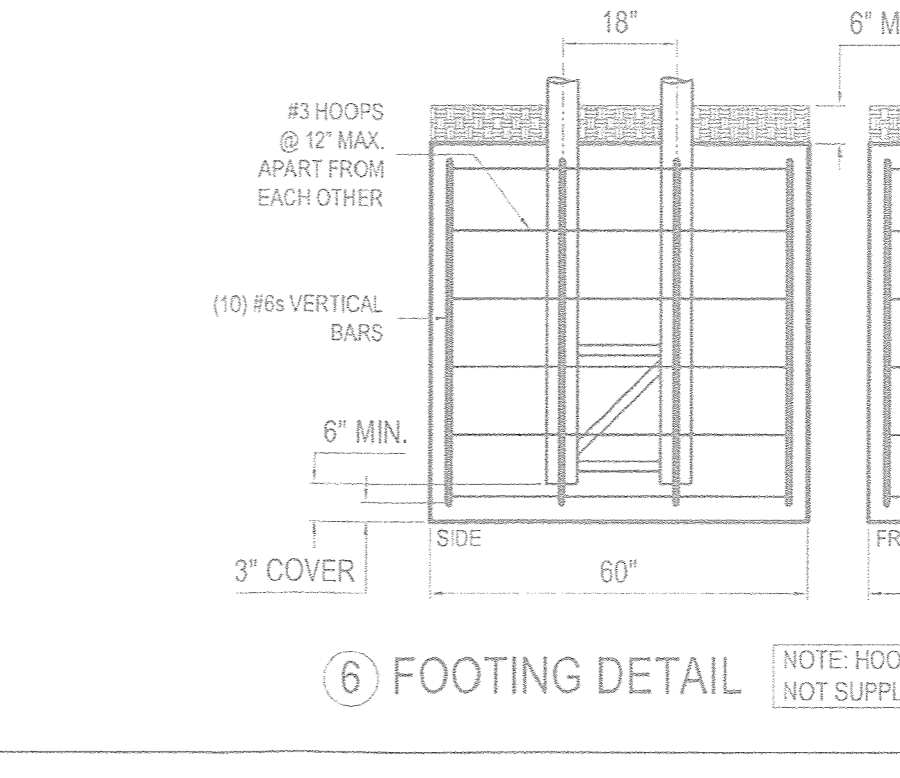 18"
6" M
#3 HOOPS
@ 12" MAX.
APART FROM
EACH OTHER
(10) #6s VERTICAL
BARS
6" MIN.
SIDE
FR
3" COVER
60"
6 FOOTING DETAIL
NOTE: HOO
NOT SUPPL